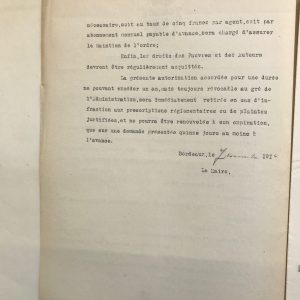 nécessaire,soit au taux de cinq francs par agent,soit par
abonnement mensuel payable d'avance,sera chargé d'assurer
le maintien de l'ordre;
Enfin,les droits des Pauvres et des Auteurs
devront être régulièrement acquittés.
La présente autorisation accordée pour une durée
ne pouvant excéder un an,mais toujours révocable au gré de
l'Administration,sera immédiatement retirée en cas d'in-
fraction aux prescriptions réglementaires ou de plaintes
justifiées,et ne pourra être renouvelée à son expiration,
que sur une demande présentée quinze jours au moins à
l'avance.
Bordeaux,le 7 191
Le Maire,